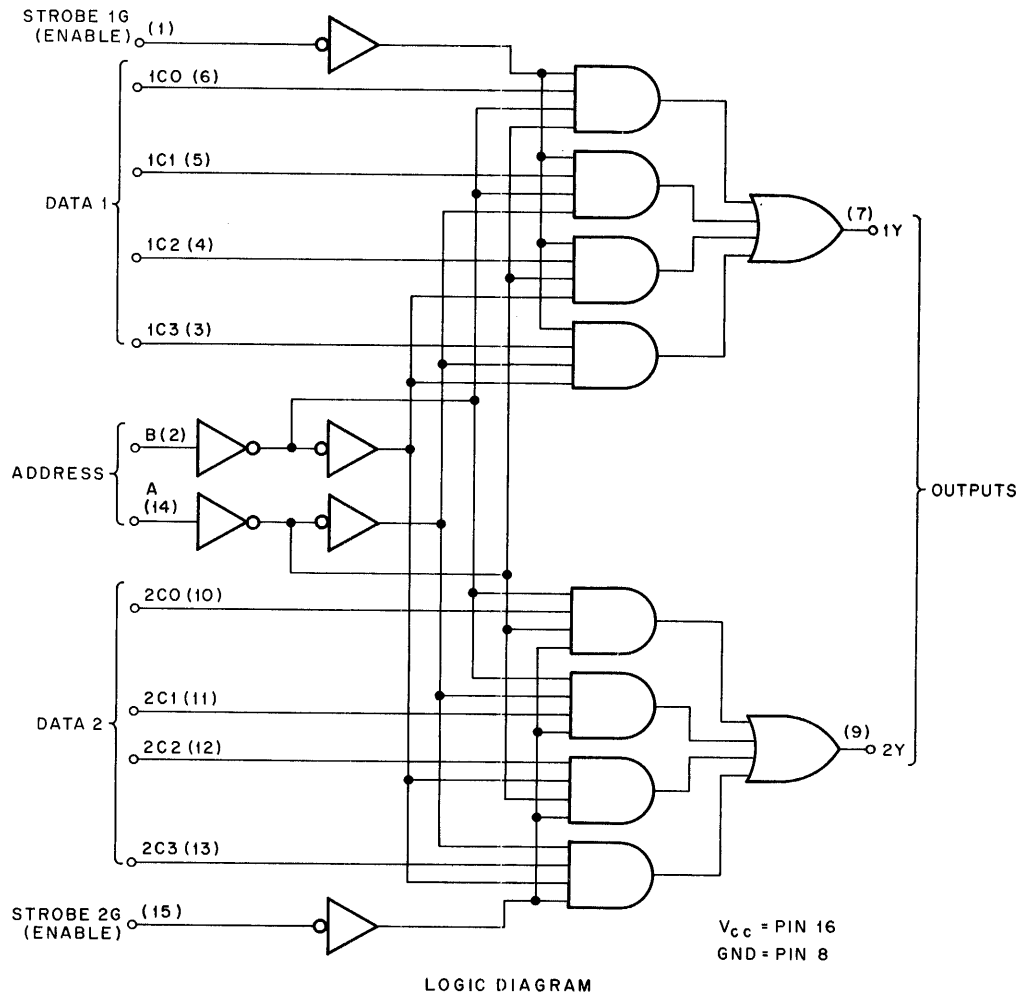 STROBE 1G
(ENABLE)
(1)
1C0 (6)
1C1 (5)
DATA 1
(7)
1Y
1C2 (4)
1C3 (3)
B(2)
ADDRESS
A
(14)
OUTPUTS
2C0 (10)
2C1 (11)
DATA 2
2C2 (12)
(9)
2Y
2C3 (13)
STROBE 2G
(ENABLE)
(15)
VCC = PIN 16
GND = PIN 8
LOGIC DIAGRAM